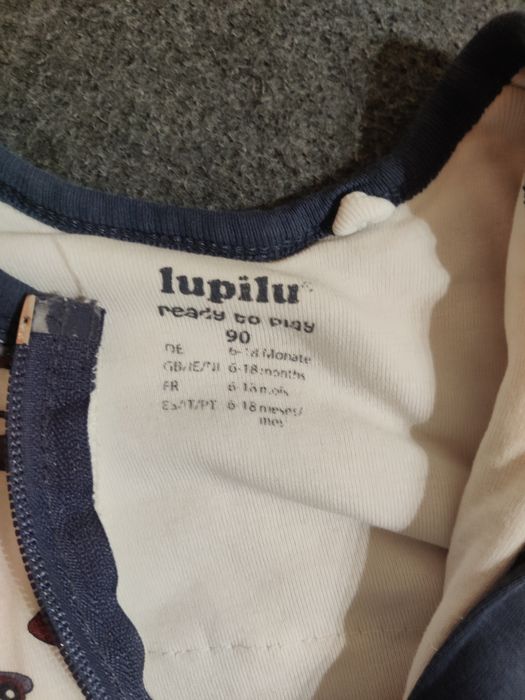 lupilu
ready to play
90
DE 6-18 Monate
GB/IE/NI 6-18 months
FR 6-18 mois
ES/IT/PT 6-18 meses/
mesi